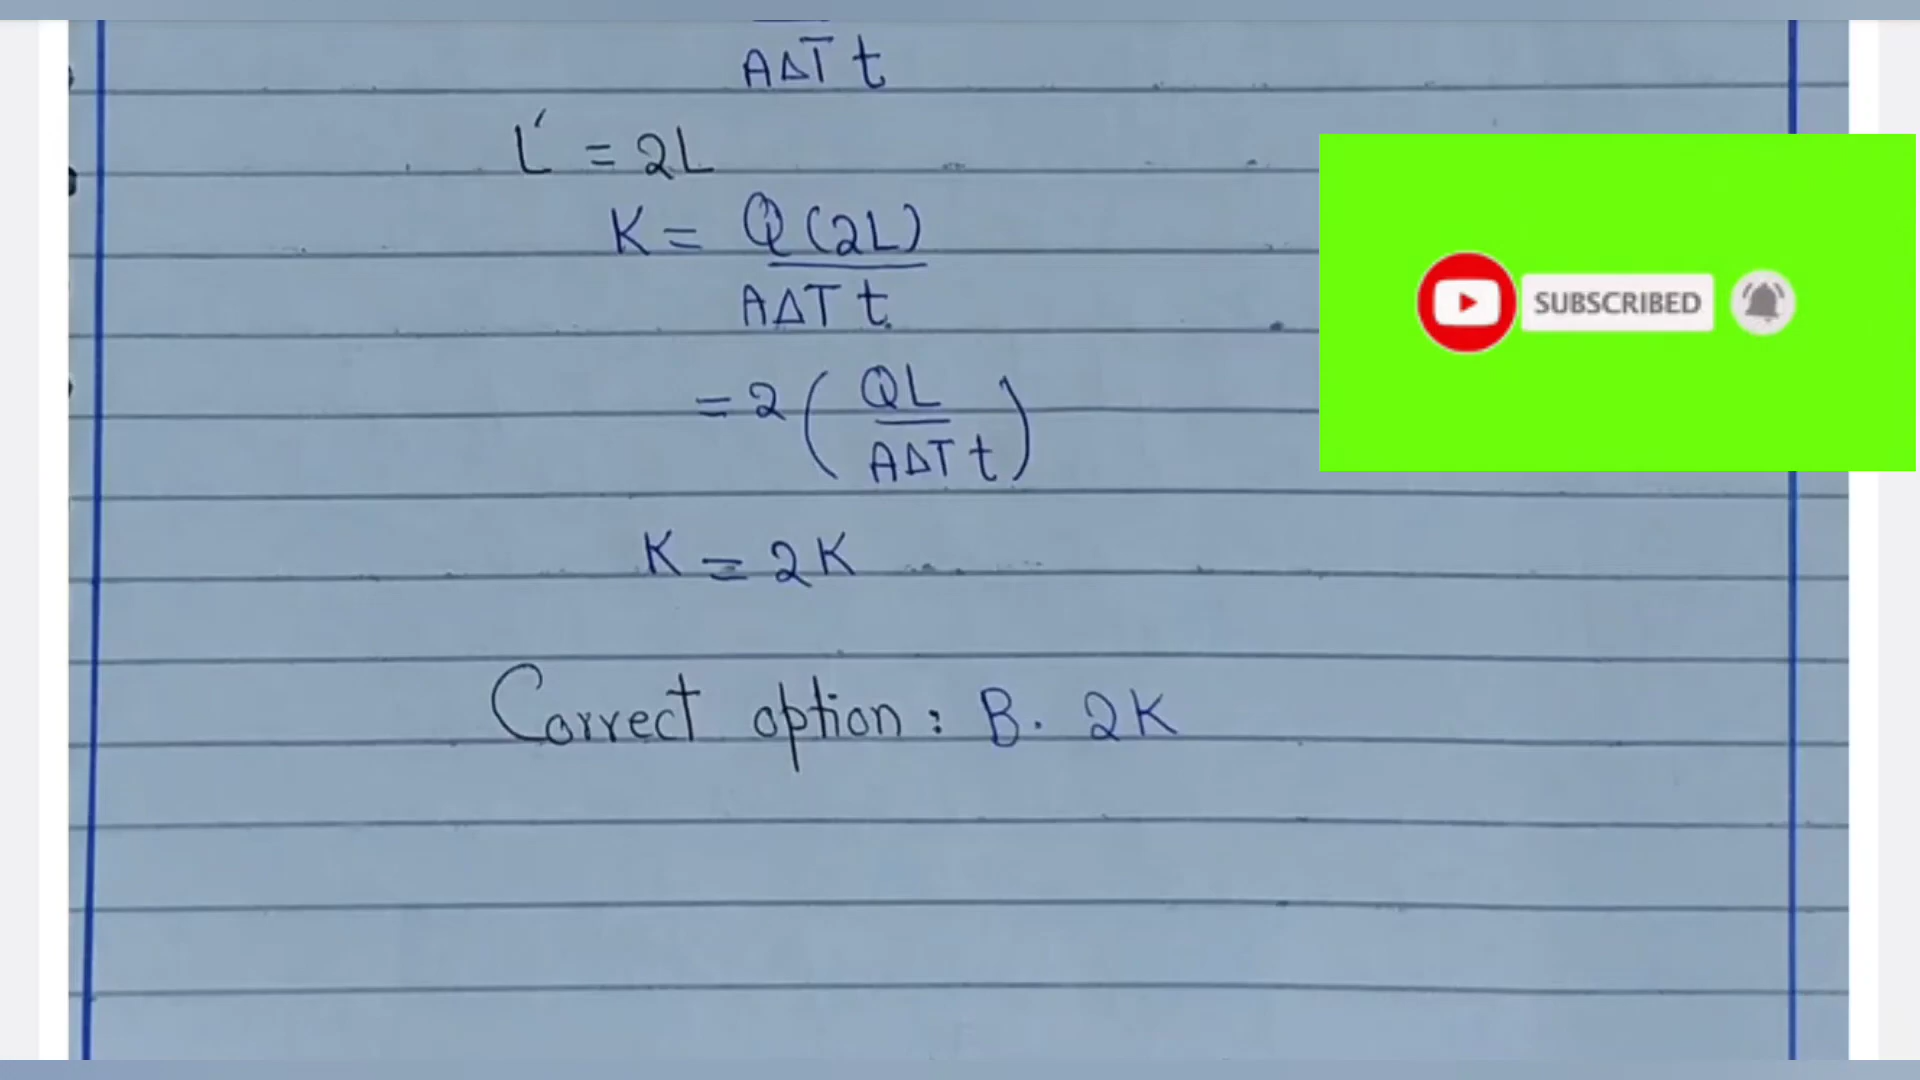 AΔT t
L′ = 2L
K = Q(2L)
AΔT t
= 2 ( QL
AΔT t )
K = 2K
Correct option: B. 2K
SUBSCRIBED